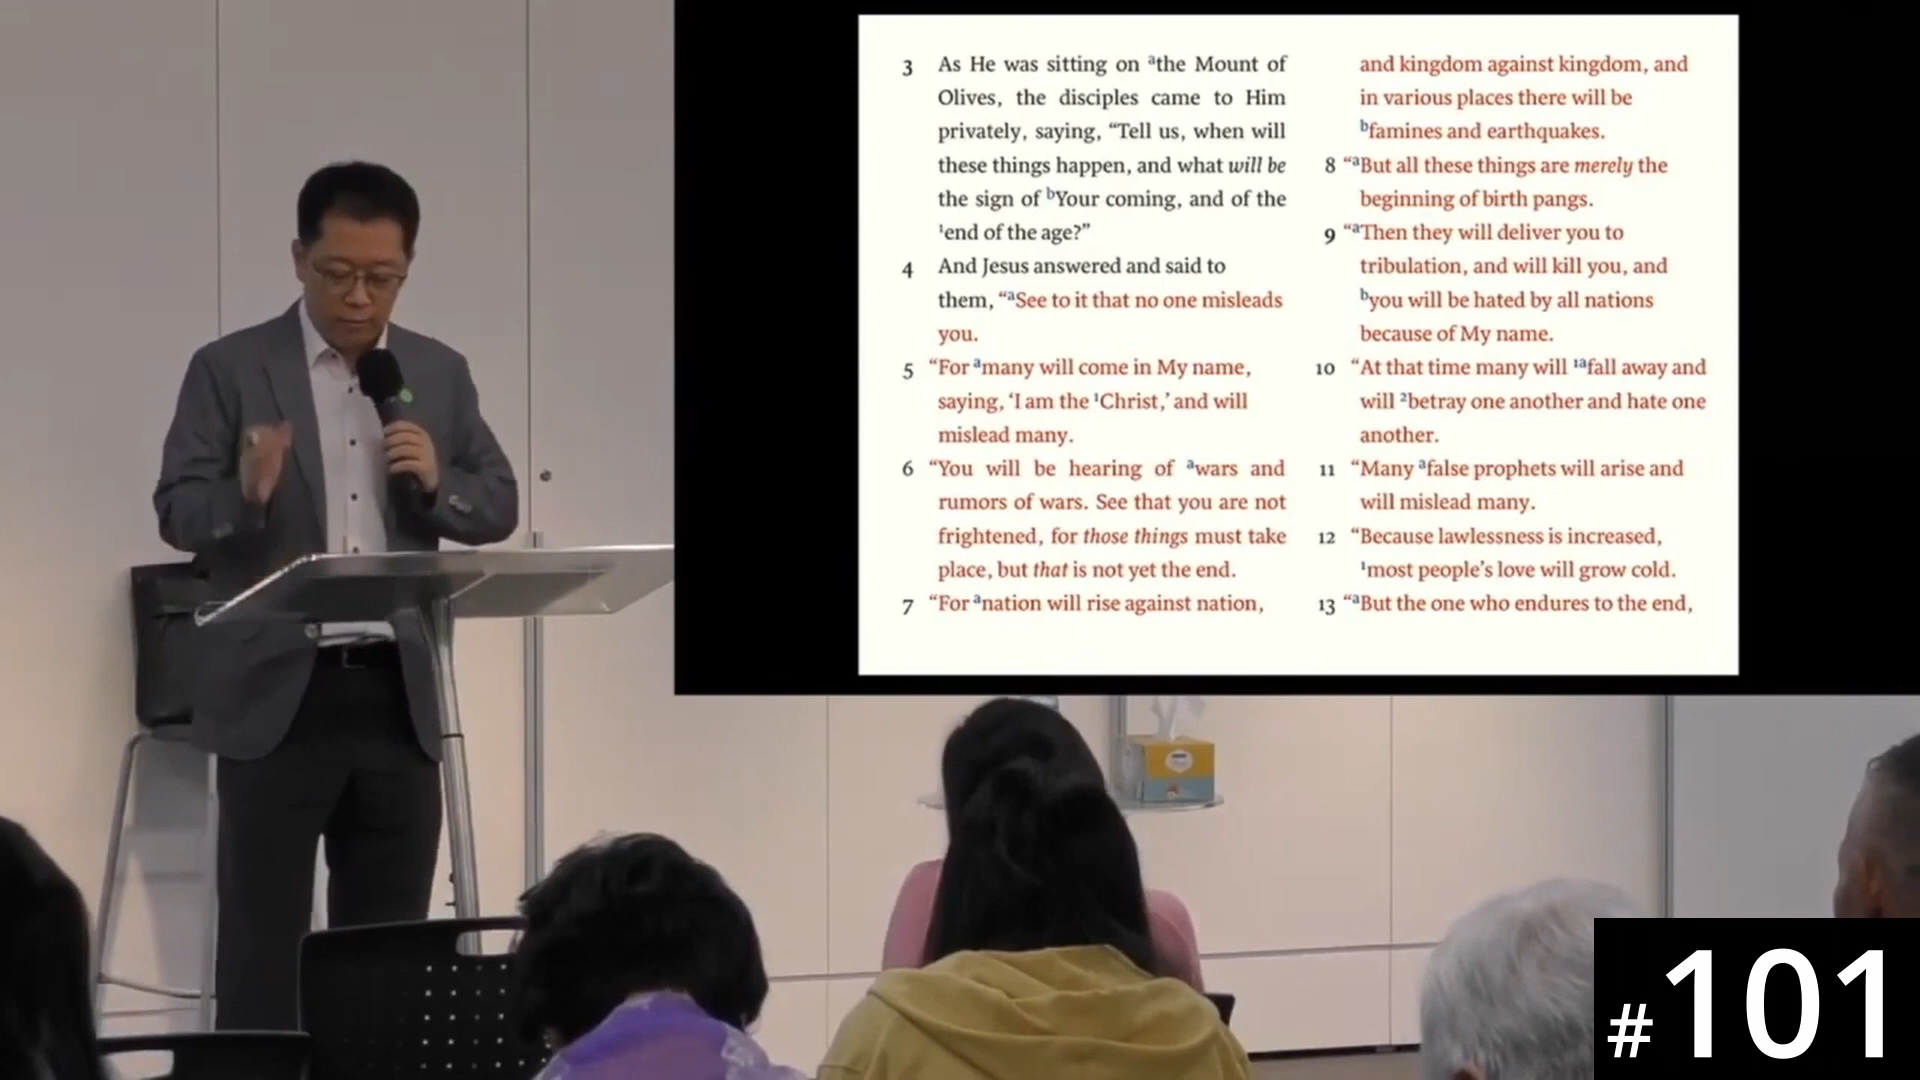 3 As He was sitting on ᵃthe Mount of
Olives, the disciples came to Him
privately, saying, “Tell us, when will
these things happen, and what will be
the sign of ᵇYour coming, and of the
¹end of the age?”
4 And Jesus answered and said to
them, “ᵃSee to it that no one misleads
you.
5 “For ᵃmany will come in My name,
saying, ‘I am the ¹Christ,’ and will
mislead many.
6 “You will be hearing of ᵃwars and
rumors of wars. See that you are not
frightened, for those things must take
place, but that is not yet the end.
7 “For ᵃnation will rise against nation,
and kingdom against kingdom, and
in various places there will be
ᵇfamines and earthquakes.
8 “ᵃBut all these things are merely the
beginning of birth pangs.
9 “ᵃThen they will deliver you to
tribulation, and will kill you, and
ᵇyou will be hated by all nations
because of My name.
10 “At that time many will ¹ᵃfall away and
will ²betray one another and hate one
another.
11 “Many ᵃfalse prophets will arise and
will mislead many.
12 “Because lawlessness is increased,
¹most people’s love will grow cold.
13 “ᵃBut the one who endures to the end,
#101